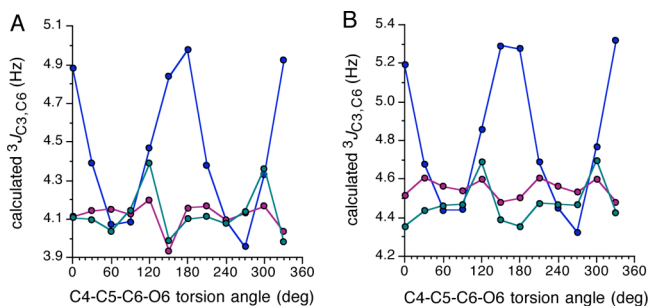 A
calculated ³J_C3,C6 (Hz)
5.1
4.9
4.7
4.5
4.3
4.1
3.9
0 60 120 180 240 300 360
C4-C5-C6-O6 torsion angle (deg)
B
calculated ³J_C3,C6 (Hz)
5.4
5.2
5.0
4.8
4.6
4.4
4.2
0 60 120 180 240 300 360
C4-C5-C6-O6 torsion angle (deg)